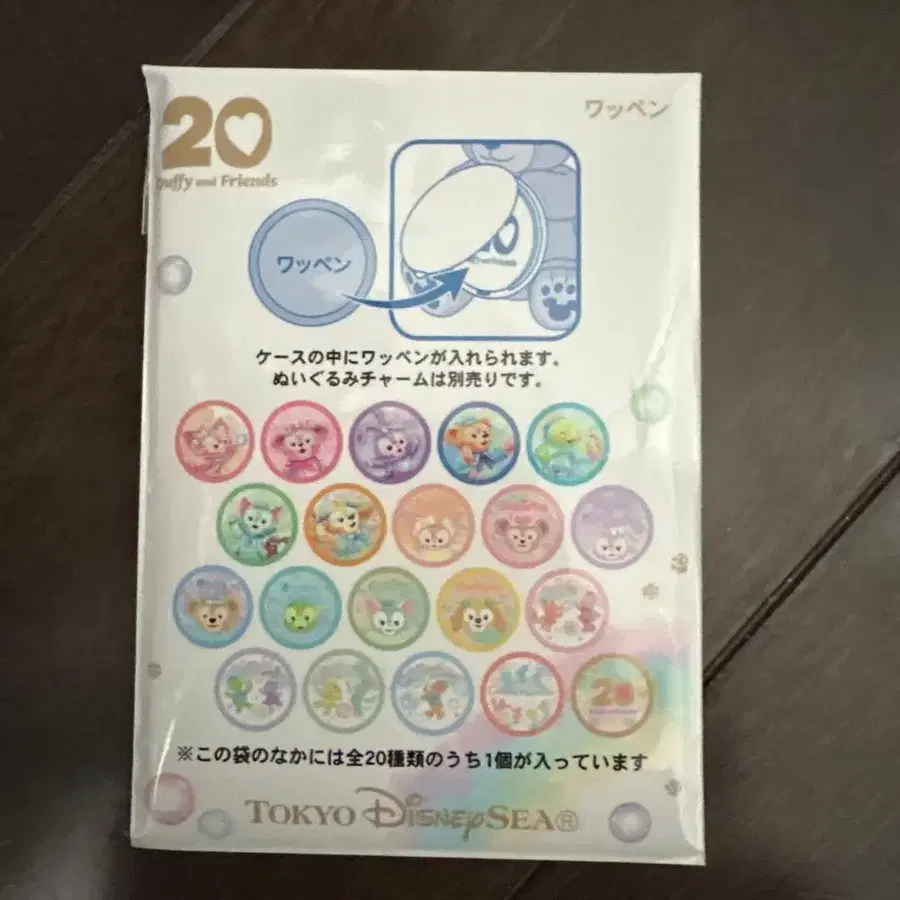 ワッペン
20
Duffy and Friends
ワッペン
ケースの中にワッペンが入れられます。
ぬいぐるみチャームは別売りです。
20
※この袋のなかには全20種類のうち1個が入っています
TOKYO DISNEYSEA®